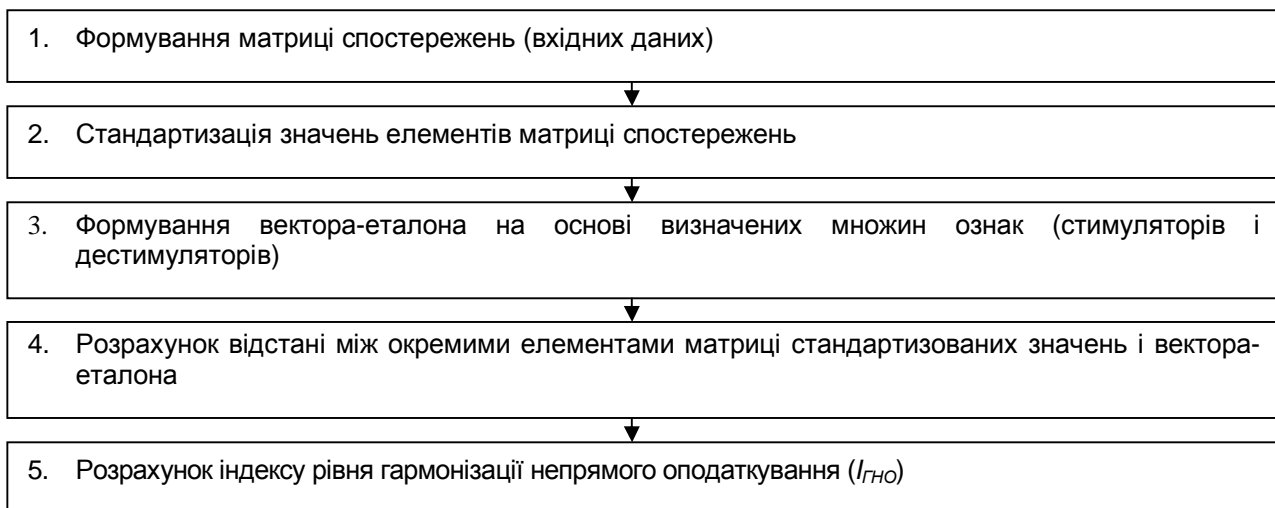 1. Формування матриці спостережень (вхідних даних)
2. Стандартизація значень елементів матриці спостережень
3. Формування вектора-еталона на основі визначених множин ознак (стимуляторів і
дестимуляторів)
4. Розрахунок відстані між окремими елементами матриці стандартизованих значень і вектора-
еталона
5. Розрахунок індексу рівня гармонізації непрямого оподаткування (IГНО)